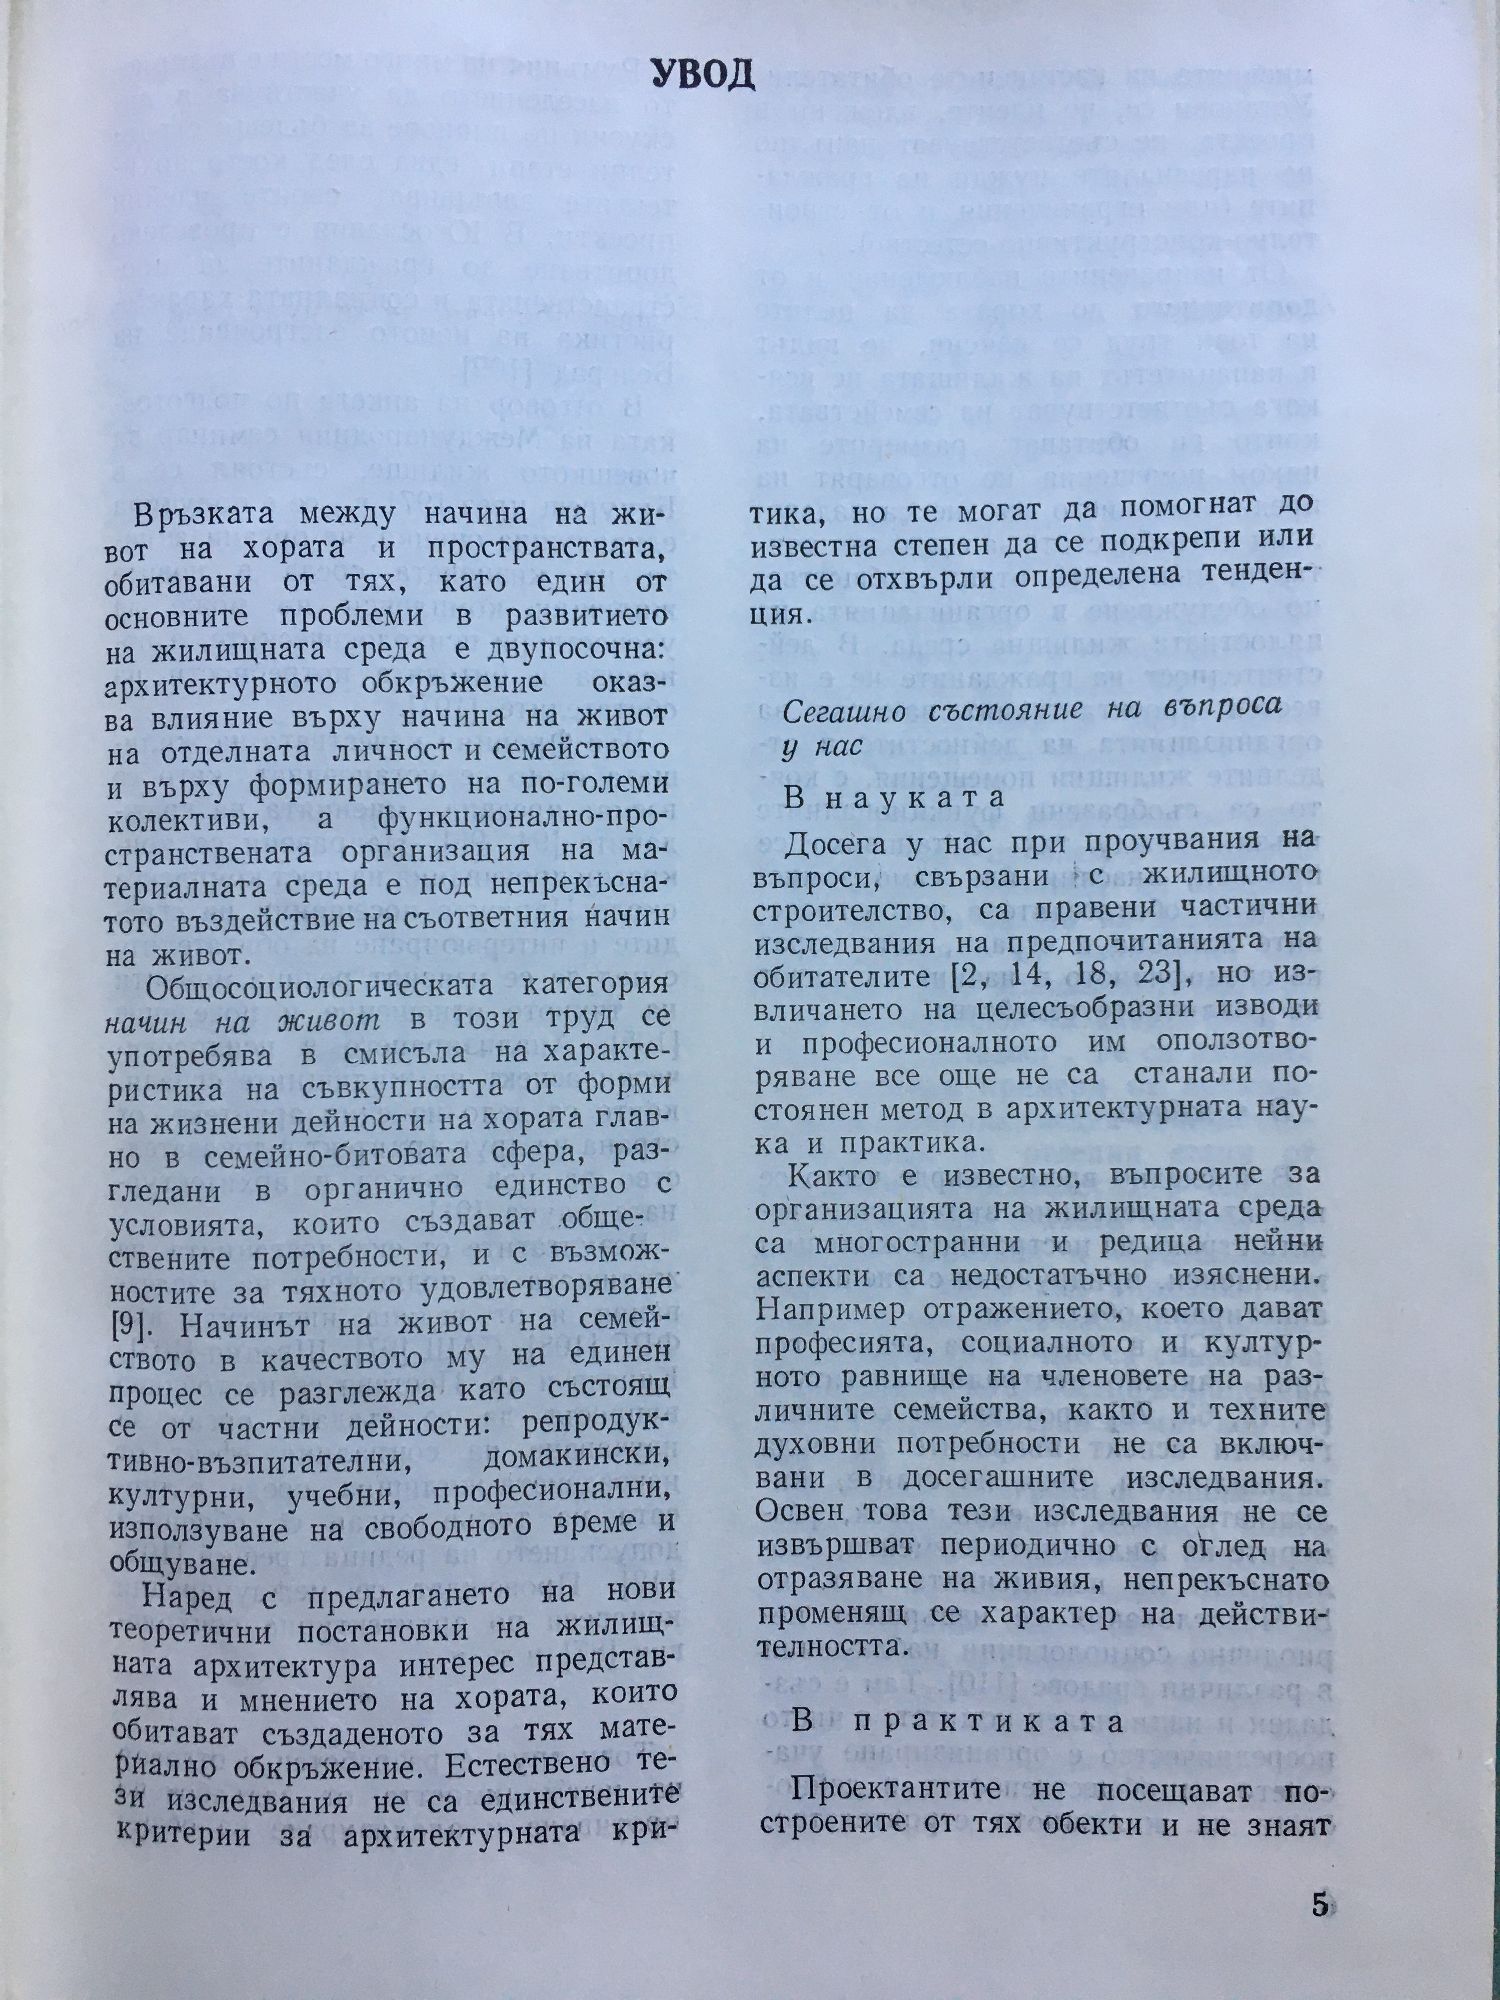 УВОД
Връзката между начина на жи-
вот на хората и пространствата,
обитавани от тях, като един от
основните проблеми в развитието
на жилищната среда е двупосочна:
архитектурното обкръжение оказ-
ва влияние върху начина на живот
на отделната личност и семейството
и върху формирането на по-големи
колективи, а функционално-про-
странствената организация на ма-
териалната среда е под непрекъсна-
тото въздействие на съответния начин
на живот.
Общосоциологическата категория
начин на живот в този труд се
употребява в смисъла на характе-
ристика на съвкупността от форми
на жизнени дейности на хората глав-
но в семейно-битовата сфера, раз-
гледани в органично единство с
условията, които създават обще-
ствените потребности, и с възмож-
ностите за тяхното удовлетворяване
[9]. Начинът на живот на семей-
ството в качеството му на единен
процес се разглежда като състоящ
се от частни дейности: репродук-
тивно-възпитателни, домакински,
културни, учебни, професионални,
използуване на свободното време и
общуване.
Наред с предлагането на нови
теоретични постановки на жилищ-
ната архитектура интерес представ-
лява и мнението на хората, които
обитават създаденото за тях мате-
риално обкръжение. Естествено те-
зи изследвания не са единствените
критерии за архитектурната кри-
тика, но те могат да помогнат до
известна степен да се подкрепи или
да се отхвърли определена тенден-
ция.
Сегашно състояние на въпроса
у нас
В науката
Досега у нас при проучвания на
въпроси, свързани с жилищното
строителство, са правени частични
изследвания на предпочитанията на
обитателите [2, 14, 18, 23], но из-
вличането на целесъобразни изводи
и професионалното им оползотво-
ряване все още не са станали по-
стоянен метод в архитектурната нау-
ка и практика.
Както е известно, въпросите за
организацията на жилищната среда
са многостранни и редица нейни
аспекти са недостатъчно изяснени.
Например отражението, което дават
професията, социалното и култур-
ното равнище на членовете на раз-
личните семейства, както и техните
духовни потребности не са включ-
вани в досегашните изследвания.
Освен това тези изследвания не се
извършват периодично с оглед на
отразяване на живия, непрекъснато
променящ се характер на действи-
телността.
В практиката
Проектантите не посещават по-
строените от тях обекти и не знаят
5